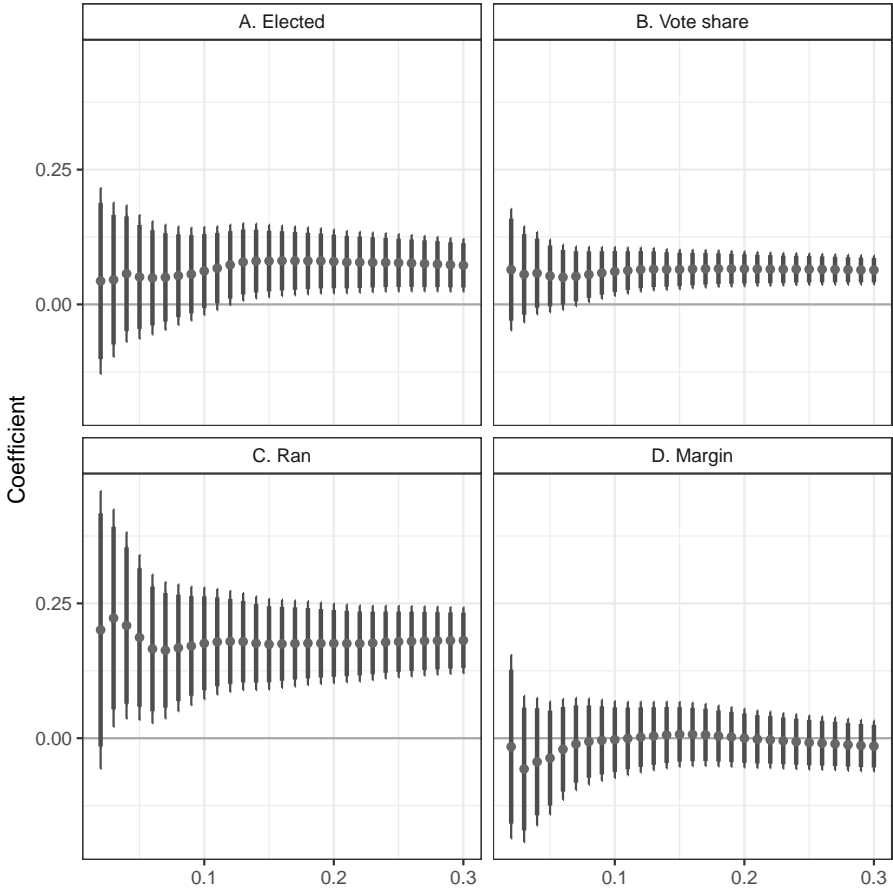 A. Elected
B. Vote share
0.25
0.00
Coefficient
C. Ran
D. Margin
0.25
0.00
0.1
0.2
0.3
0.1
0.2
0.3